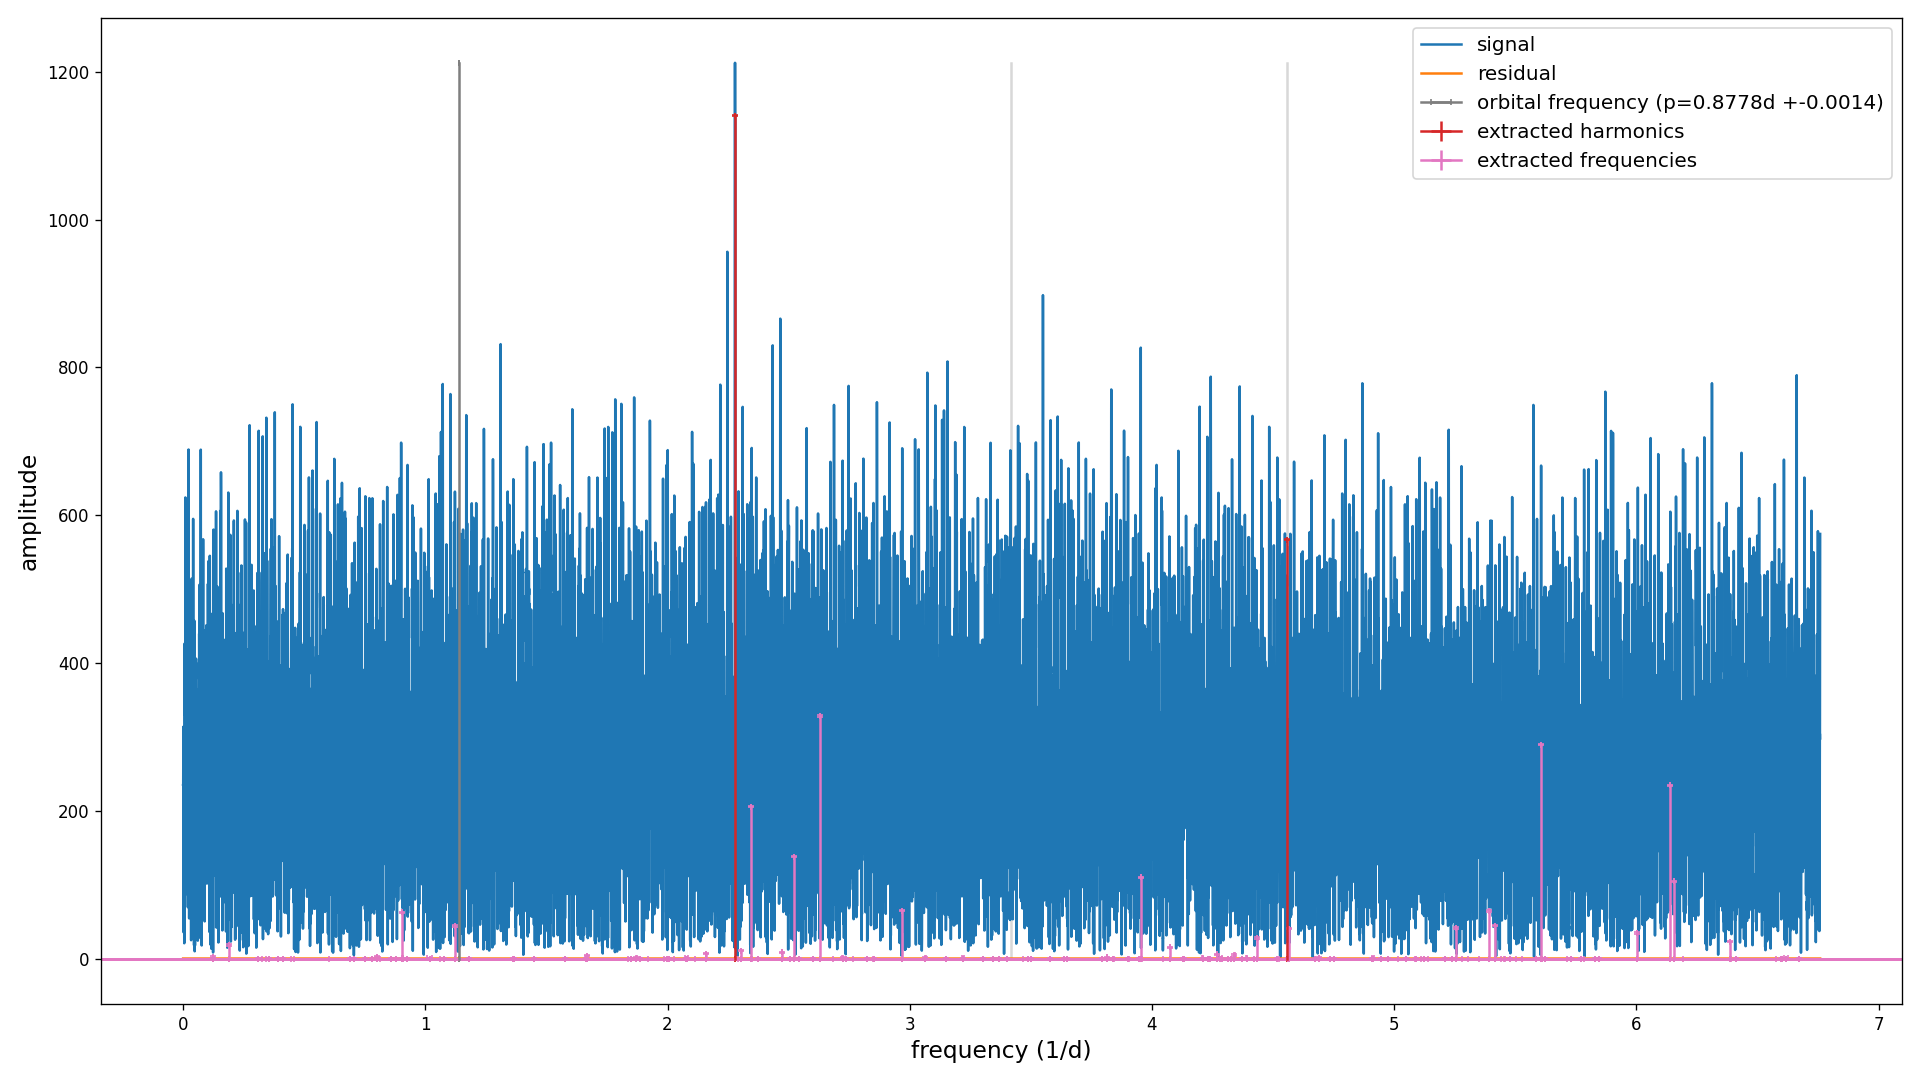 signal
residual
orbital frequency (p=0.8778d +-0.0014)
extracted harmonics
extracted frequencies
1200
1000
800
600
400
200
0
amplitude
0 1 2 3 4 5 6 7
frequency (1/d)